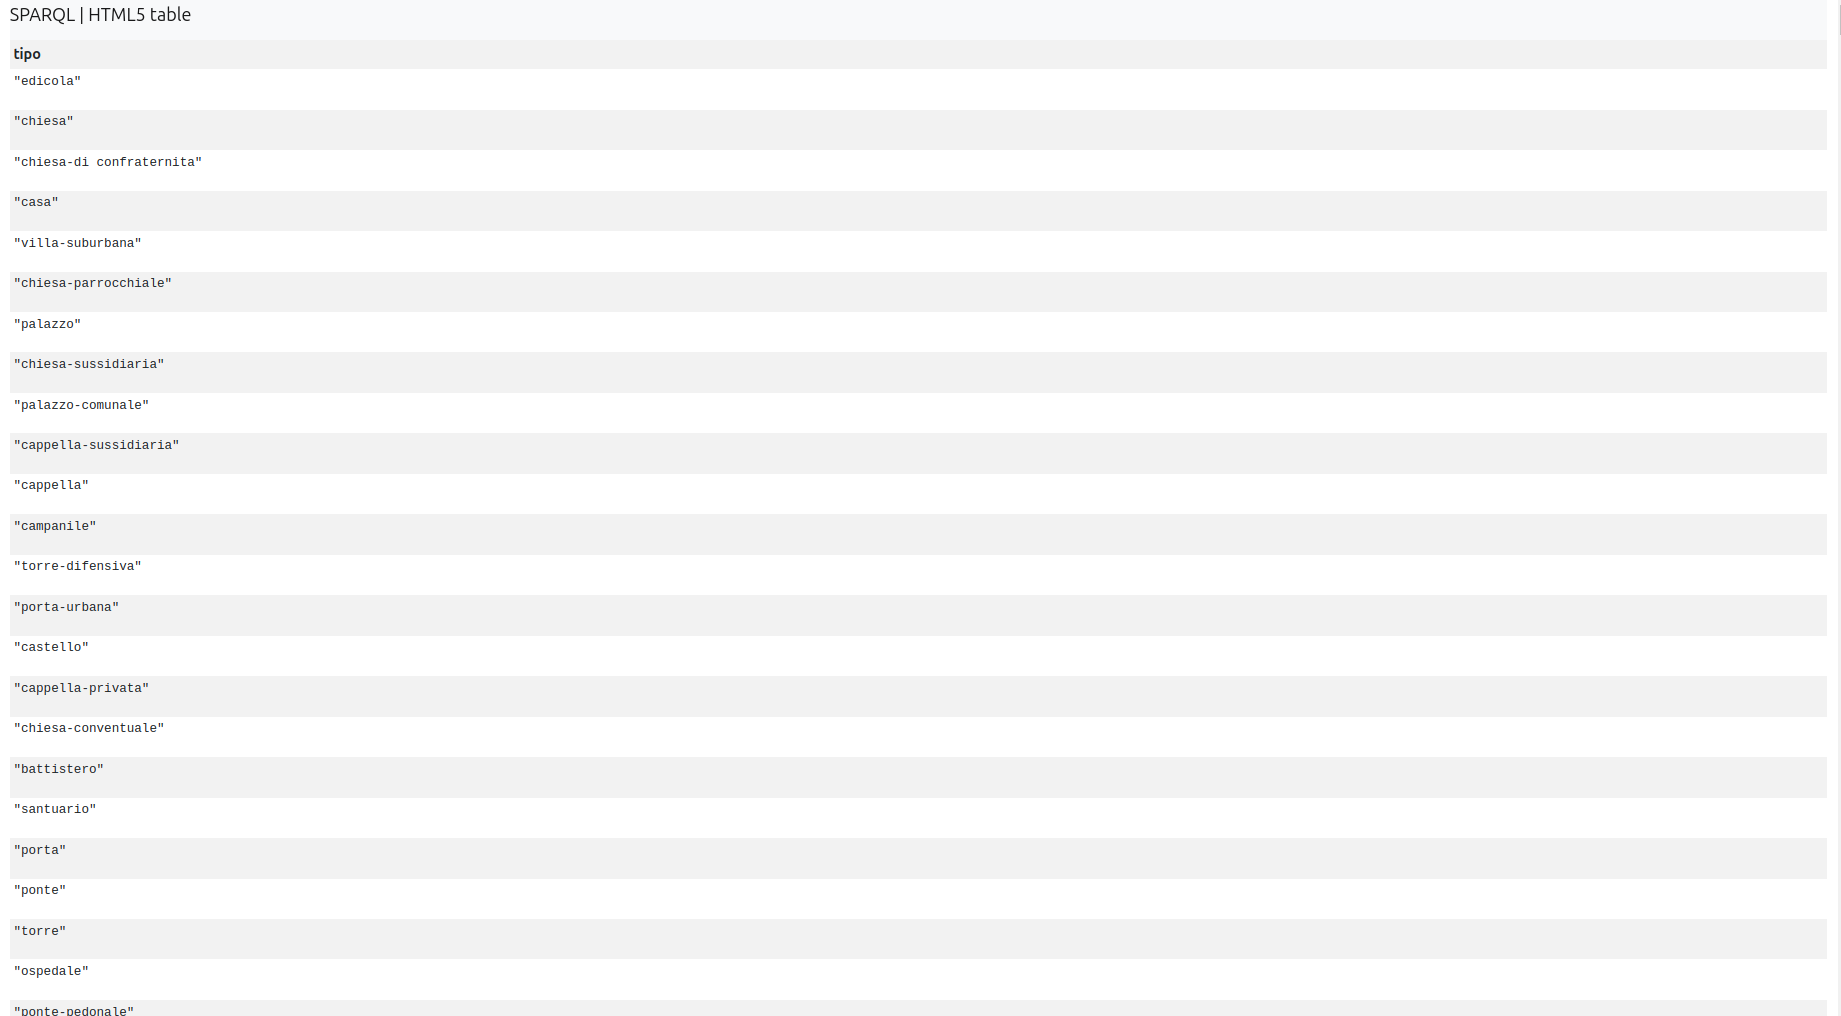 SPARQL | HTML5 table
tipo
"edicola"
"chiesa"
"chiesa-di confraternita"
"casa"
"villa-suburbana"
"chiesa-parrocchiale"
"palazzo"
"chiesa-sussidiaria"
"palazzo-comunale"
"cappella-sussidiaria"
"cappella"
"campanile"
"torre-difensiva"
"porta-urbana"
"castello"
"cappella-privata"
"chiesa-conventuale"
"battistero"
"santuario"
"porta"
"ponte"
"torre"
"ospedale"
"ponte-pedonale"